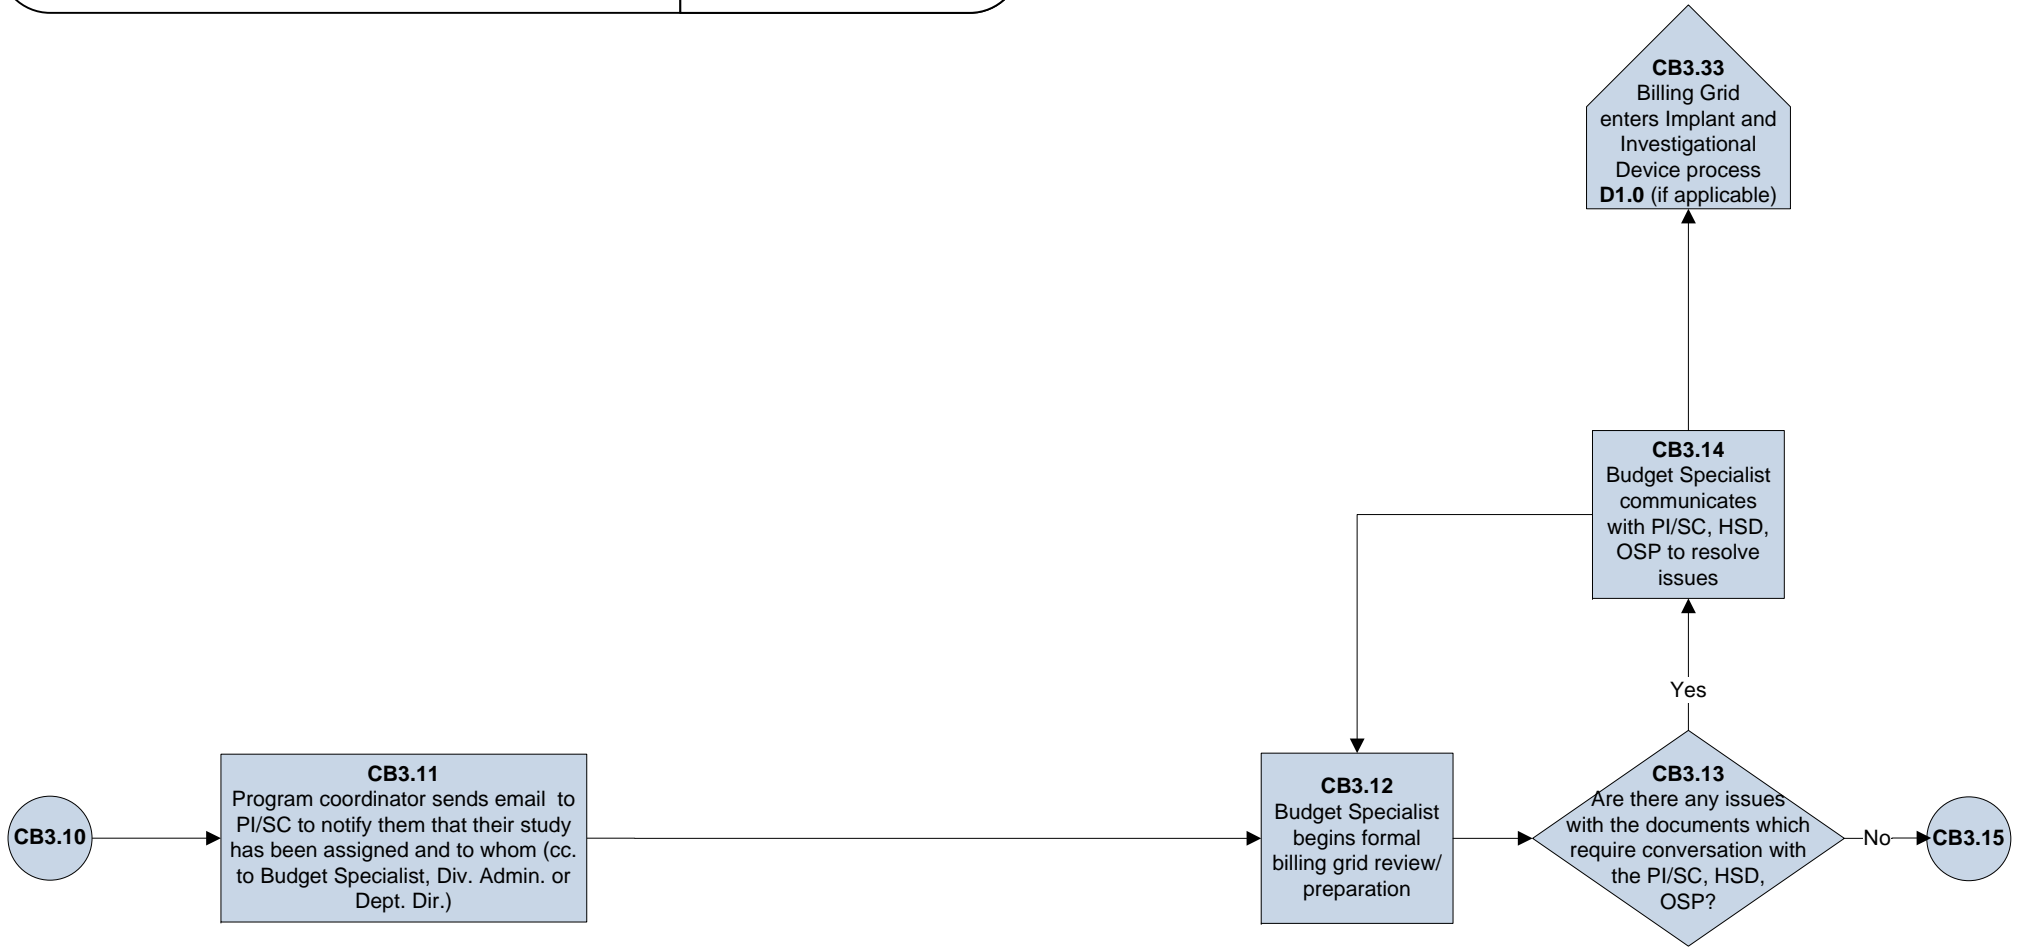 CB3.33
Billing Grid
enters Implant and
Investigational
Device process
D1.0 (if applicable)
CB3.14
Budget Specialist
communicates
with PI/SC, HSD,
OSP to resolve
issues
Yes
CB3.10
CB3.11
Program coordinator sends email  to
PI/SC to notify them that their study
has been assigned and to whom (cc.
to Budget Specialist, Div. Admin. or
Dept. Dir.)
CB3.12
Budget Specialist
begins formal
billing grid review/
preparation
CB3.13
Are there any issues
with the documents which
require conversation with
the PI/SC, HSD,
OSP?
No
CB3.15